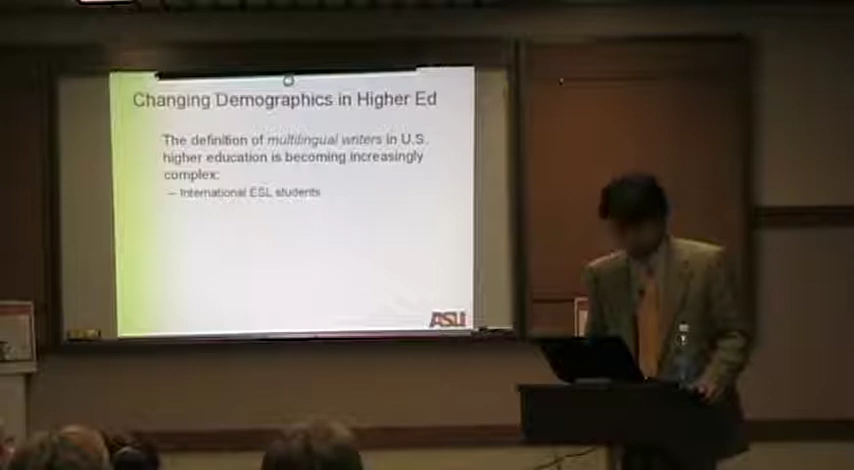 Changing Demographics in Higher Ed
The definition of multilingual writers in U.S.
higher education is becoming increasingly
complex:
– International ESL students
ASU